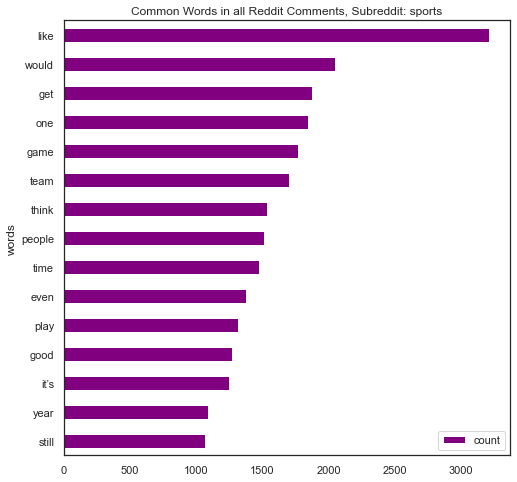 Common Words in all Reddit Comments, Subreddit: sports
words
like
would
get
one
game
team
think
people
time
even
play
good
it's
year
still
count
0 500 1000 1500 2000 2500 3000